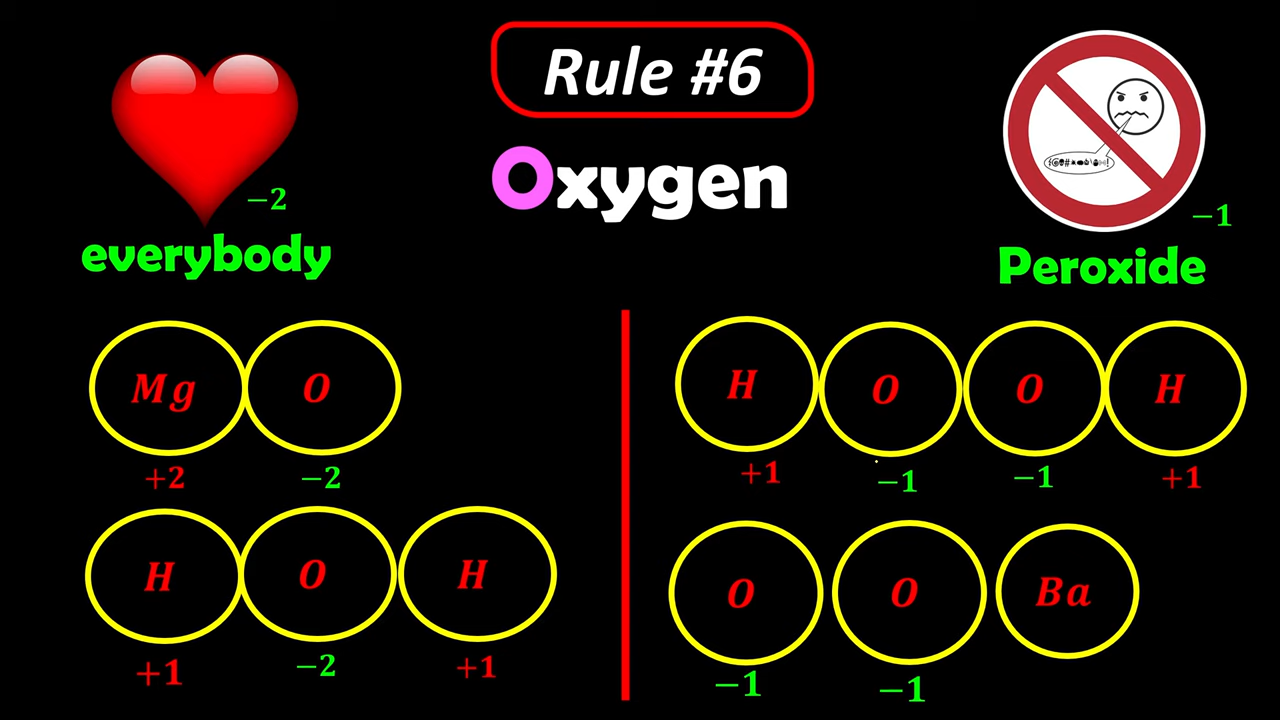 Rule #6
Oxygen
−2
everybody
−1
Peroxide
Mg O
+2 −2
H O H
+1 −2 +1
H O O H
+1 −1 −1 +1
O O Ba
−1 −1